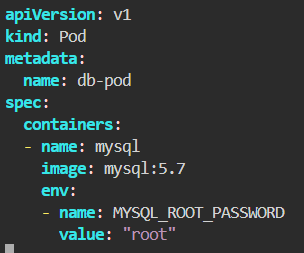 apiVersion: v1
kind: Pod
metadata:
  name: db-pod
spec:
  containers:
  - name: mysql
    image: mysql:5.7
    env:
    - name: MYSQL_ROOT_PASSWORD
      value: "root"